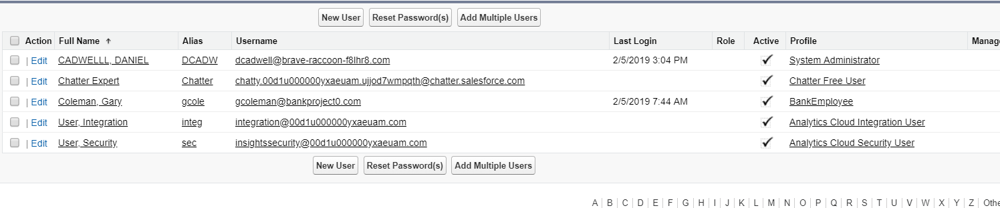 New User Reset Password(s) Add Multiple Users
Action Full Name ↑ Alias Username Last Login Role Active Profile Manag
| Edit CADWELLL, DANIEL DCADW dcadwell@brave-raccoon-f8lhr8.com 2/5/2019 3:04 PM System Administrator
| Edit Chatter Expert Chatter chatty.00d1u000000yxaeuam.ujjod7wmpqth@chatter.salesforce.com Chatter Free User
| Edit Coleman, Gary gcole gcoleman@bankproject0.com 2/5/2019 7:44 AM BankEmployee
| Edit User, Integration integ integration@00d1u000000yxaeuam.com Analytics Cloud Integration User
| Edit User, Security sec insightssecurity@00d1u000000yxaeuam.com Analytics Cloud Security User
New User Reset Password(s) Add Multiple Users
A | B | C | D | E | F | G | H | I | J | K | L | M | N | O | P | Q | R | S | T | U | V | W | X | Y | Z | Othe